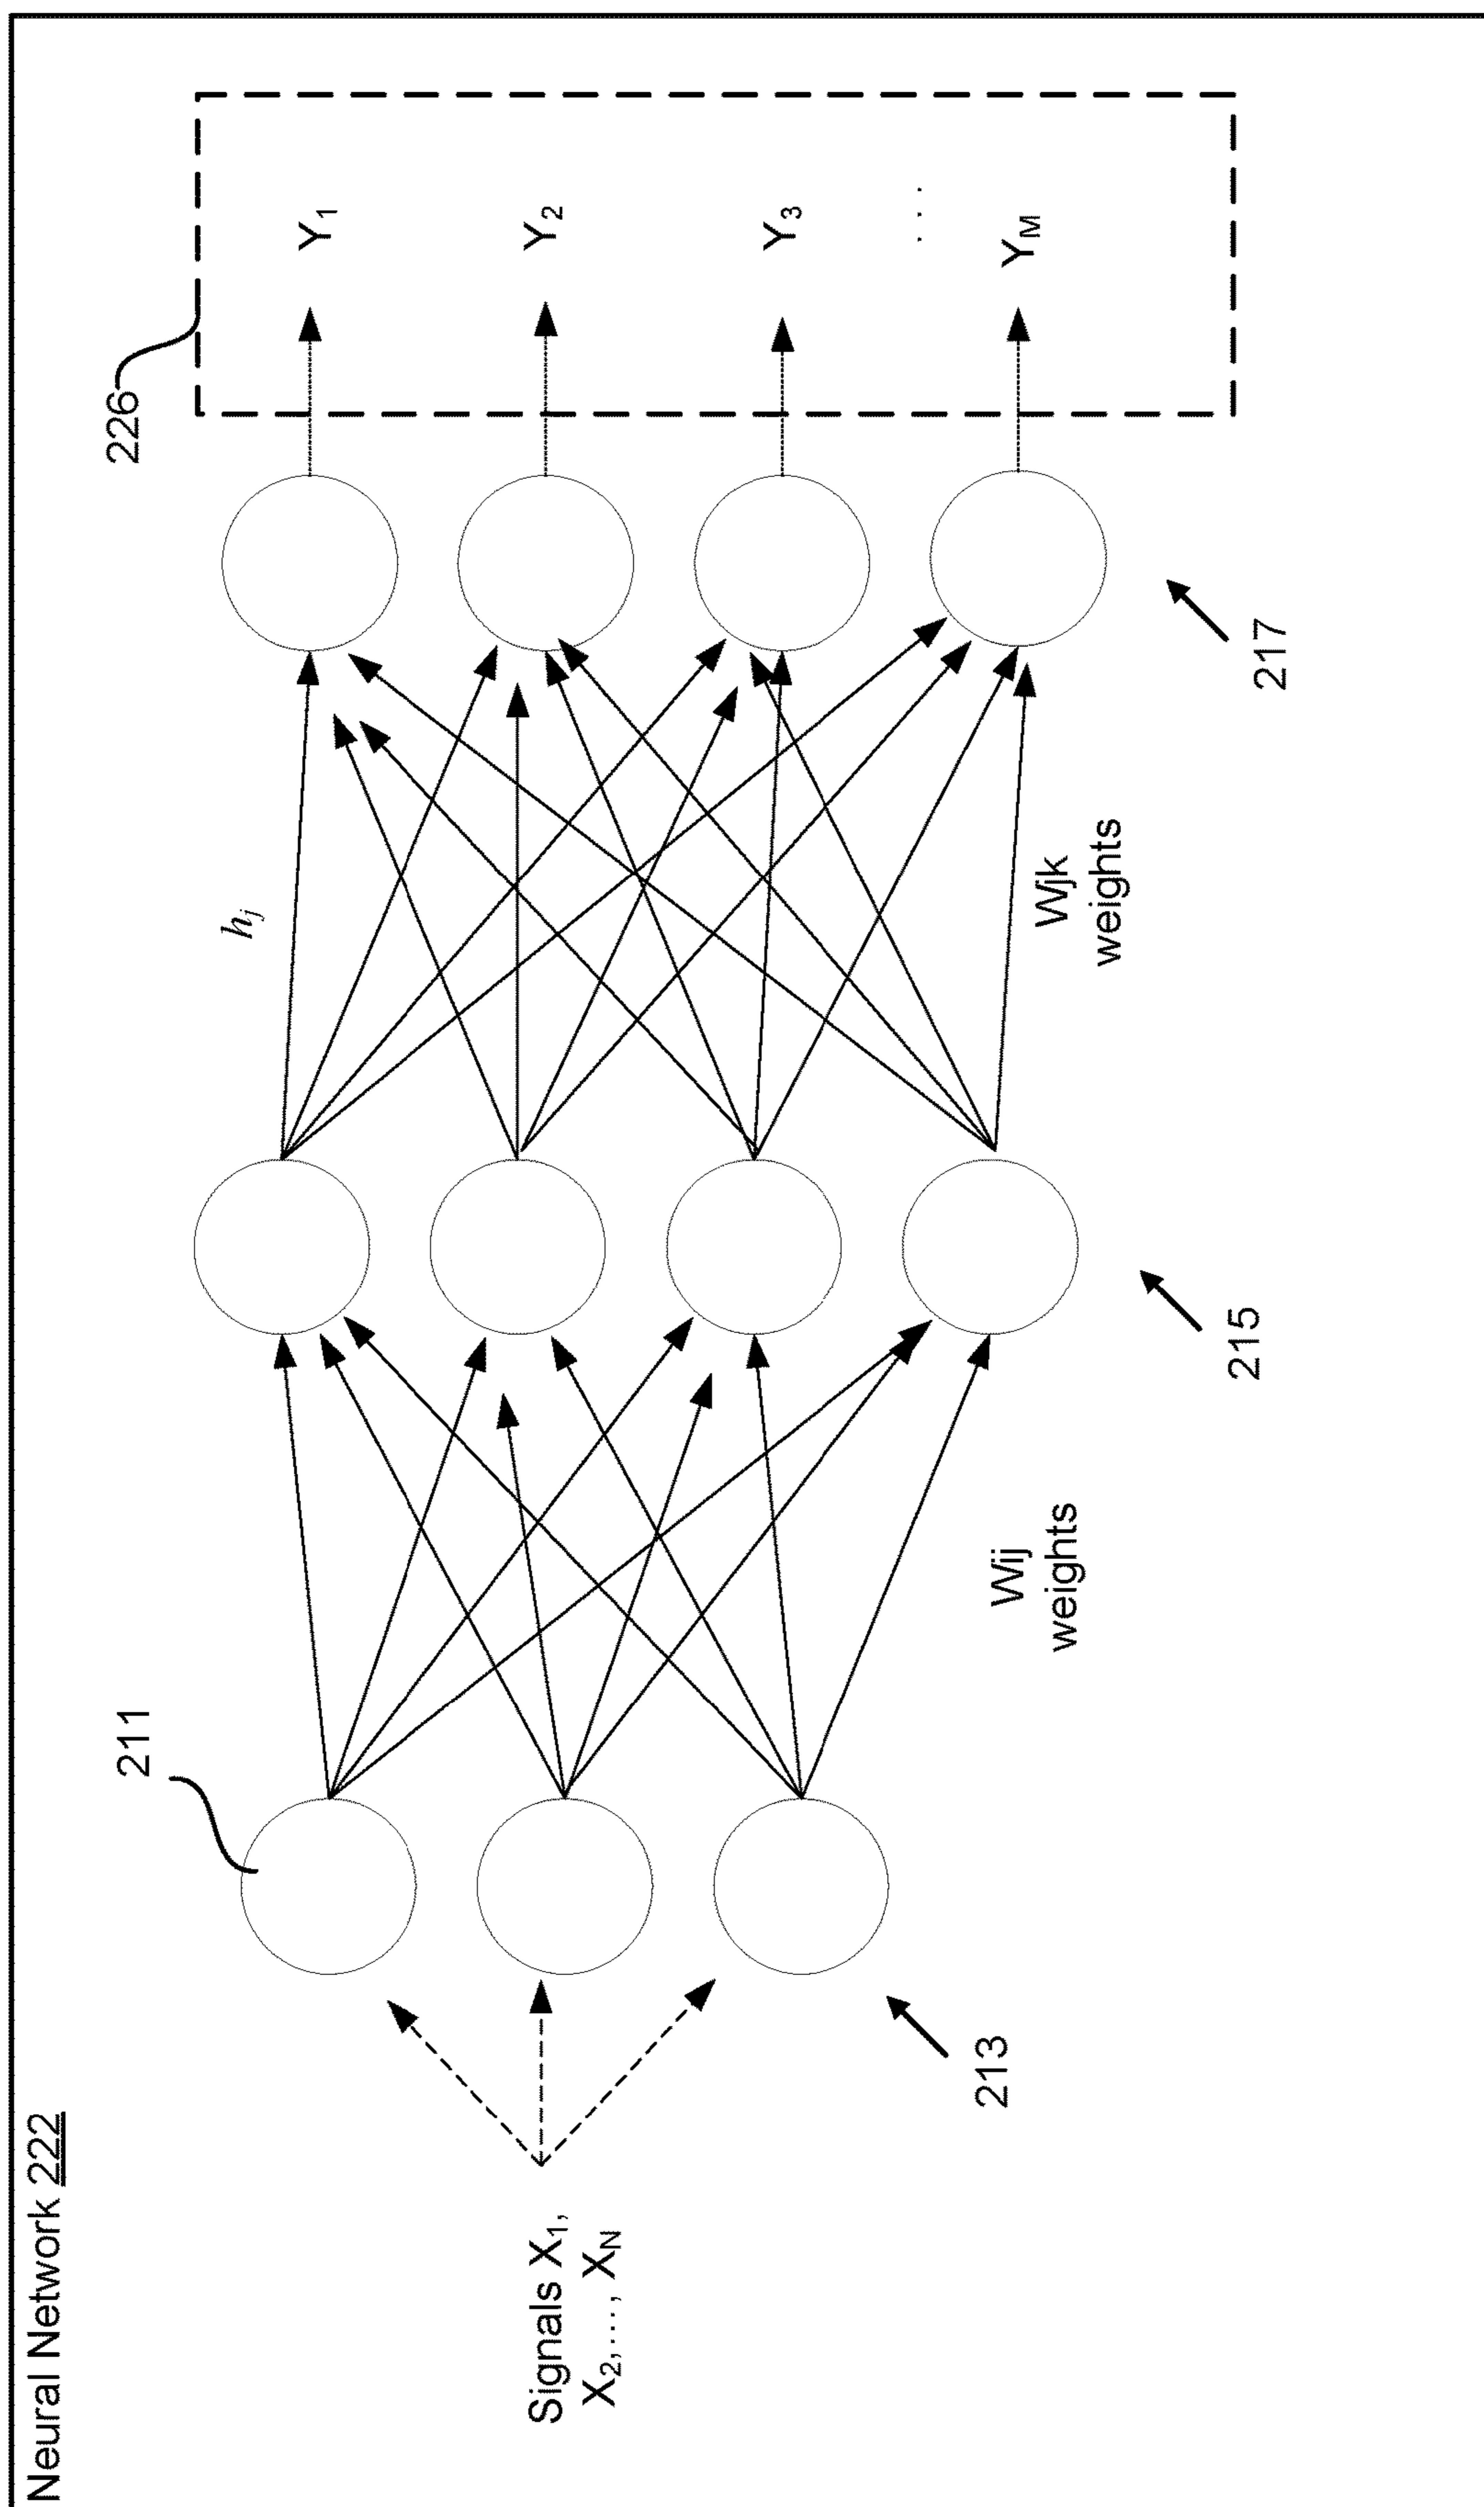 Neural Network 222
226
211
Y1
Y2
Y3
. . .
YM
hj
Signals X1,
X2,..., XN
Wij
weights
Wjk
weights
213
215
217